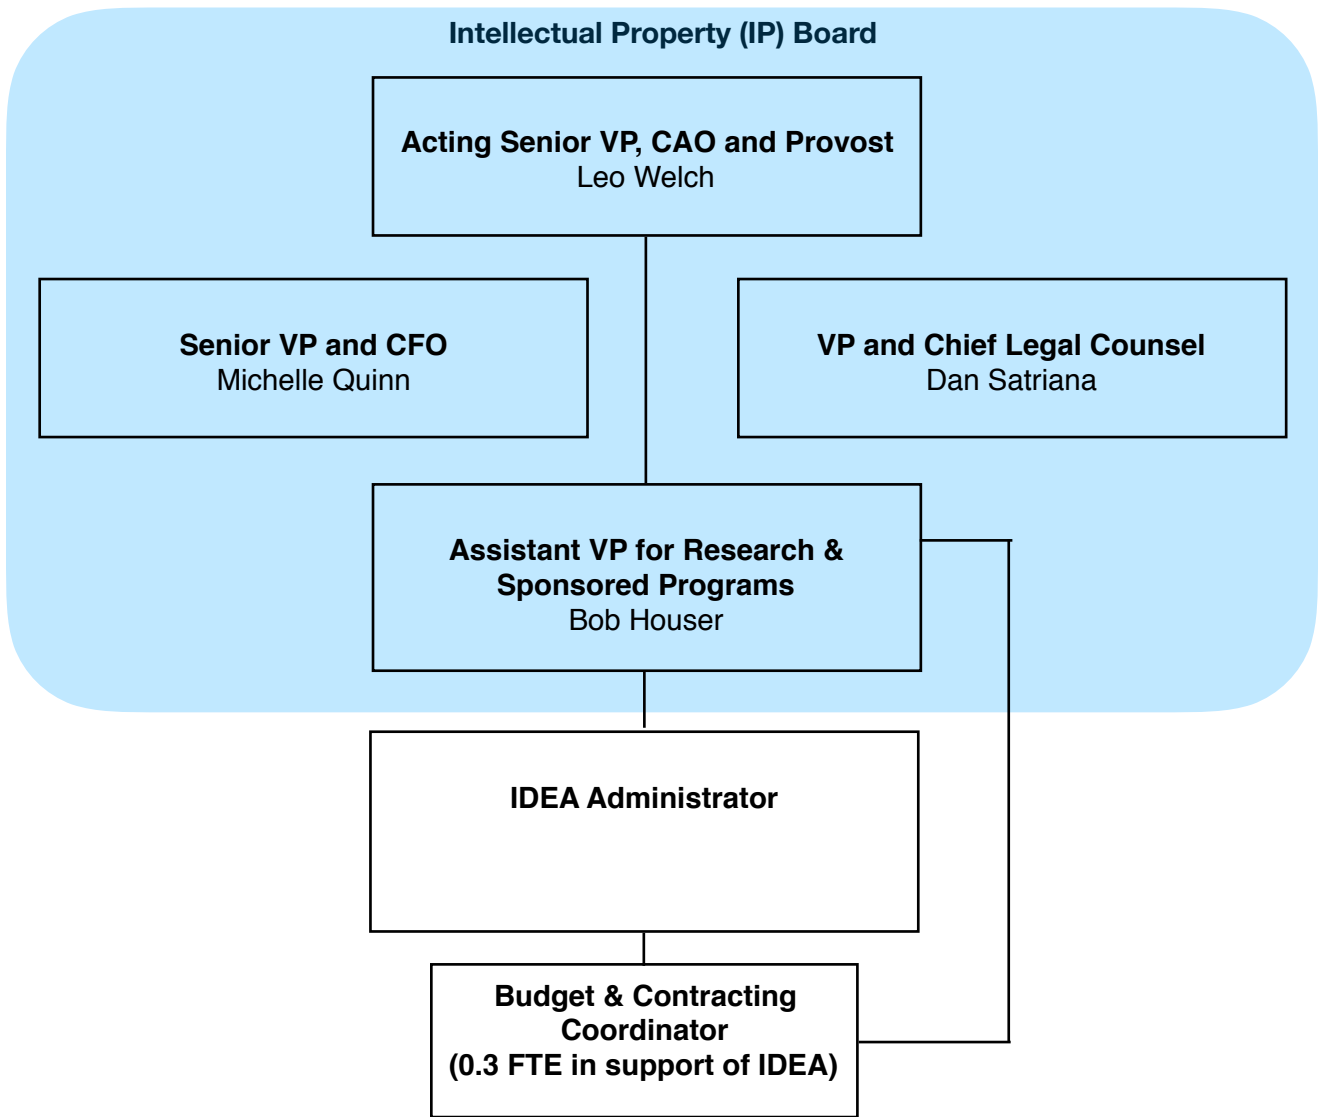 Intellectual Property (IP) Board
Acting Senior VP, CAO and Provost
Leo Welch
Senior VP and CFO
Michelle Quinn
VP and Chief Legal Counsel
Dan Satriana
Assistant VP for Research &
Sponsored Programs
Bob Houser
IDEA Administrator
Budget & Contracting
Coordinator
(0.3 FTE in support of IDEA)